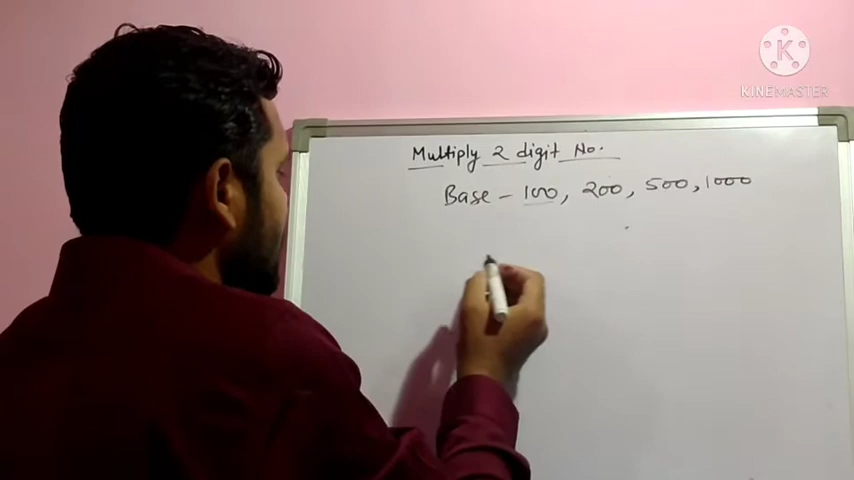 K
KINEMASTER
Multiply 2 digit No.
Base - 100, 200, 500, 1000